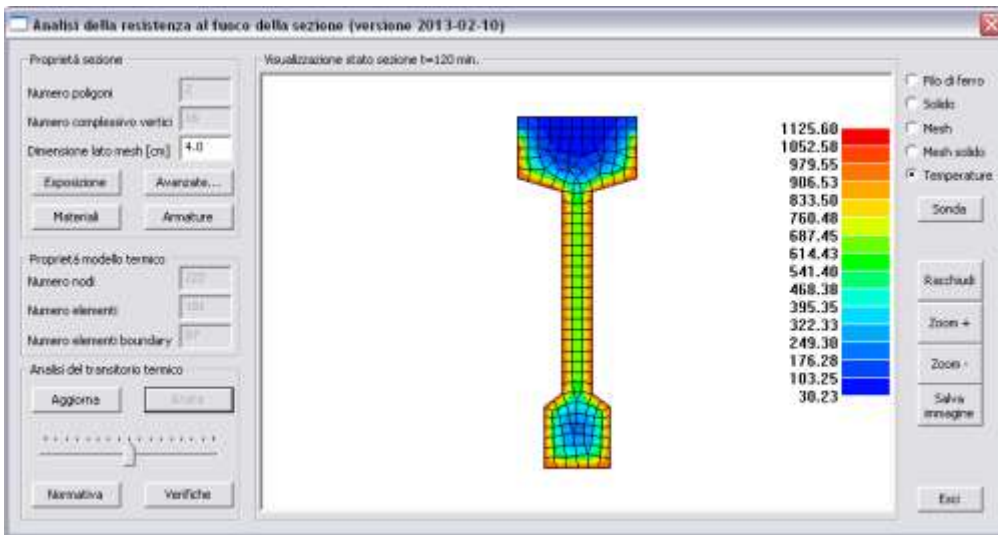 Analisi della resistenza al fuoco della sezione (versione 2013-02-10)
Proprietà sezione
Numero poligoni 2
Numero complessivo vertici
Dimensione lato mesh [cm] 4.0
Esposizione
Avanzate...
Materiali
Armature
Proprietà modello termico
Numero nodi
Numero elementi
Numero elementi boundary
Analisi del transitorio termico
Aggiorna
Normativa
Verifiche
Visualizzazione stato sezione t=120 min.
1125.60
1052.58
979.55
906.53
833.50
760.48
687.45
614.43
541.40
468.38
395.35
322.33
249.30
176.28
103.25
30.23
Filo di ferro
Solido
Mesh
Mesh solido
Temperature
Sonda
Racchiudi
Zoom +
Zoom -
Salva
immagine
Esci